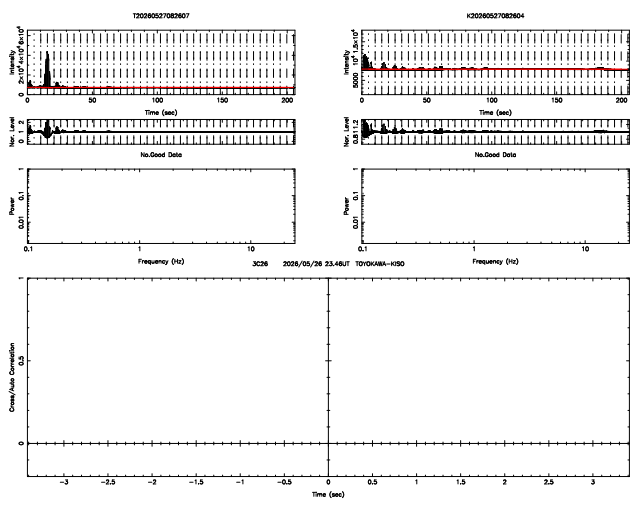 T20260527082607
K20260527082604
Intensity
0 2×10⁴ 4×10⁴ 6×10⁴
0 50 100 150 200
Time (sec)
Intensity
5000 10⁴ 1.5×10⁴
0 50 100 150 200
Time (sec)
Nor. Level
0 1 2
Nor. Level
0.8 1 1.2
No.Good Data
No.Good Data
Power
1
0.1
0.01
0.1 1 10
Frequency (Hz)
Power
1
0.1
0.01
0.1 1 10
Frequency (Hz)
3C26 2026/05/26 23.46UT TOYOKAWA-KISO
Cross/Auto Correlation
1
0.5
0
-3 -2.5 -2 -1.5 -1 -0.5 0 0.5 1 1.5 2 2.5 3
Time (sec)